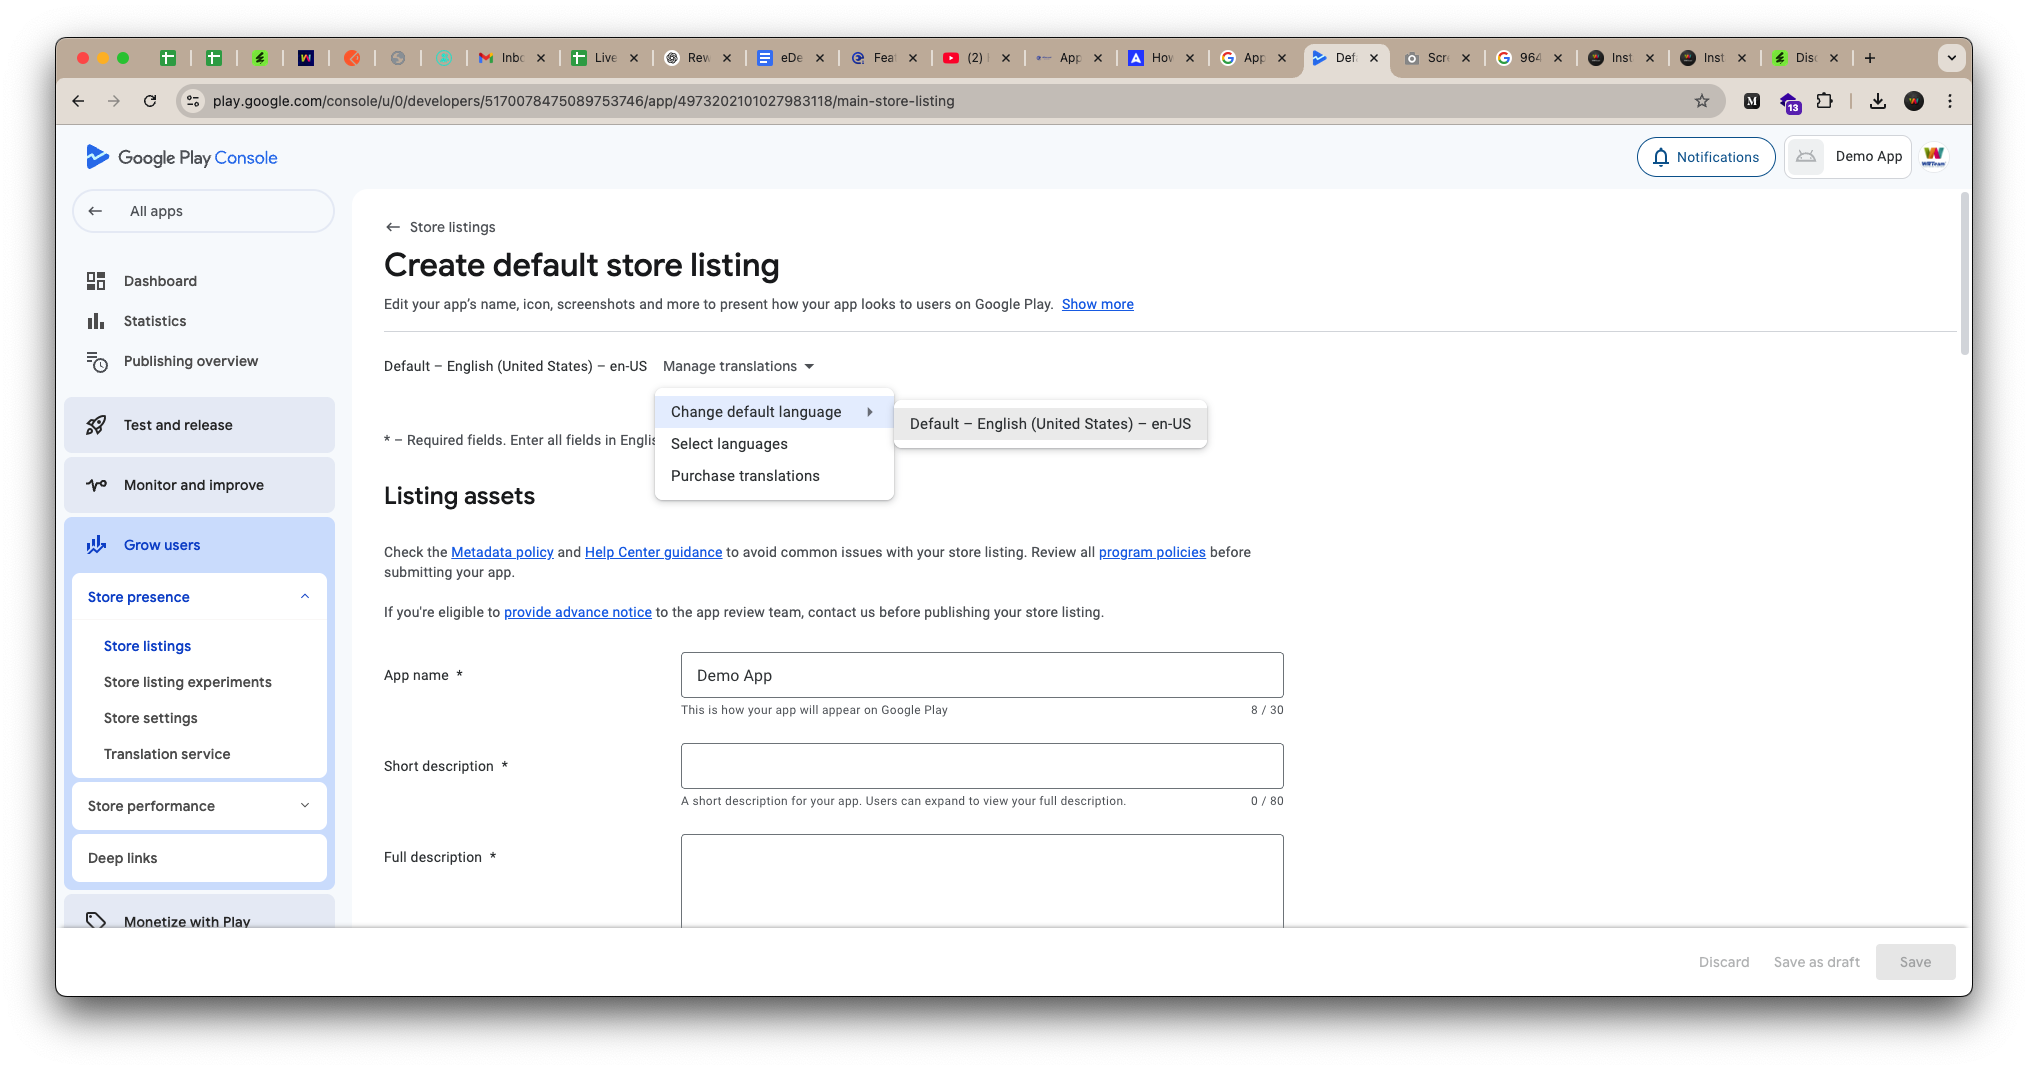 Inbo
Live
Rew
eDe
Feat
(2)
App
How
App
Def
Scre
964
Inst
Inst
Disc
play.google.com/console/u/0/developers/5170078475089753746/app/4973202101027983118/main-store-listing
M
13
Google Play Console
Notifications
Demo App
WRTeam
All apps
Dashboard
Statistics
Publishing overview
Test and release
Monitor and improve
Grow users
Store presence
Store listings
Store listing experiments
Store settings
Translation service
Store performance
Deep links
Monetize with Play
Store listings
Create default store listing
Edit your app's name, icon, screenshots and more to present how your app looks to users on Google Play. Show more
Default – English (United States) – en-US Manage translations
Change default language
Default – English (United States) – en-US
Select languages
Purchase translations
* – Required fields. Enter all fields in Englis
Listing assets
Check the Metadata policy and Help Center guidance to avoid common issues with your store listing. Review all program policies before
submitting your app.
If you're eligible to provide advance notice to the app review team, contact us before publishing your store listing.
App name *
Demo App
This is how your app will appear on Google Play 8 / 30
Short description *
A short description for your app. Users can expand to view your full description. 0 / 80
Full description *
Discard Save as draft Save